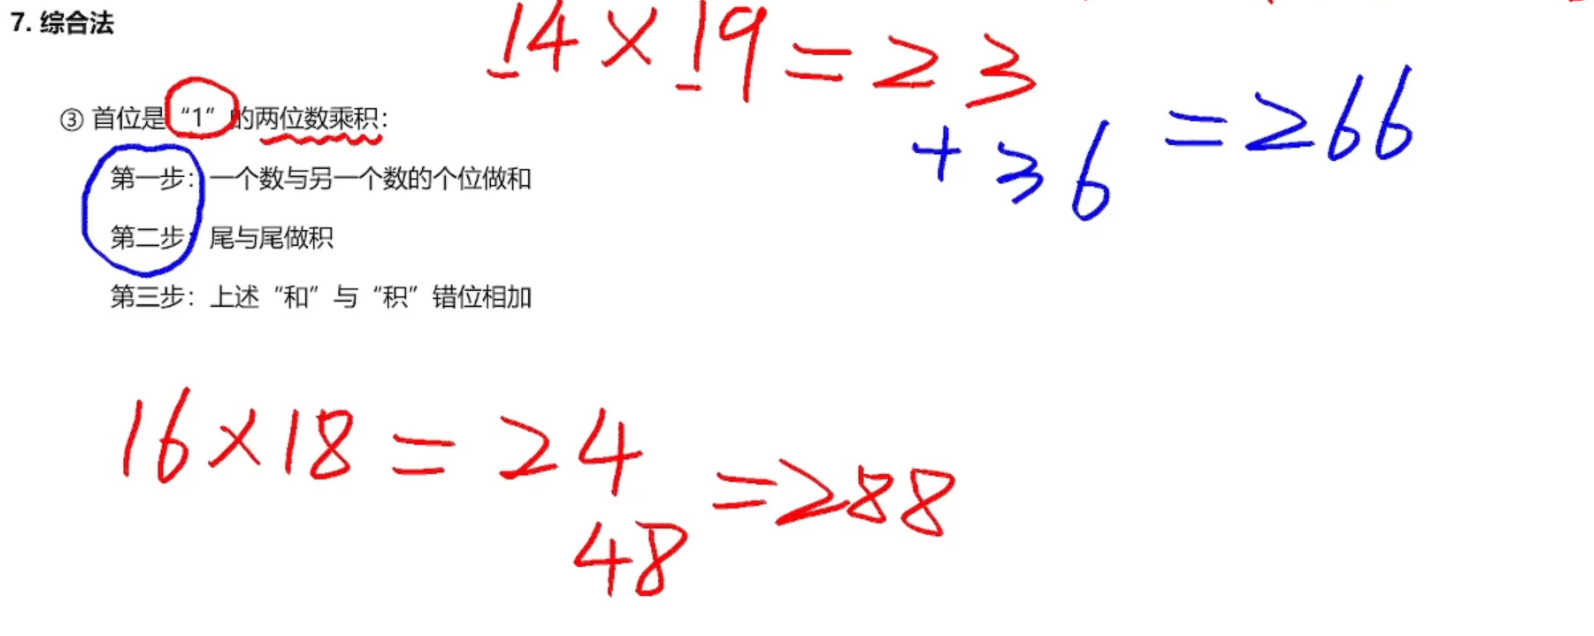 7. 综合法
14×19=23
+36 =266
③ 首位是“1”的两位数乘积：
第一步：一个数与另一个数的个位做和
第二步：尾与尾做积
第三步：上述“和”与“积”错位相加
16×18=24
48 =288